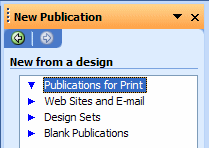 New Publication
New from a design
Publications for Print
Web Sites and E-mail
Design Sets
Blank Publications